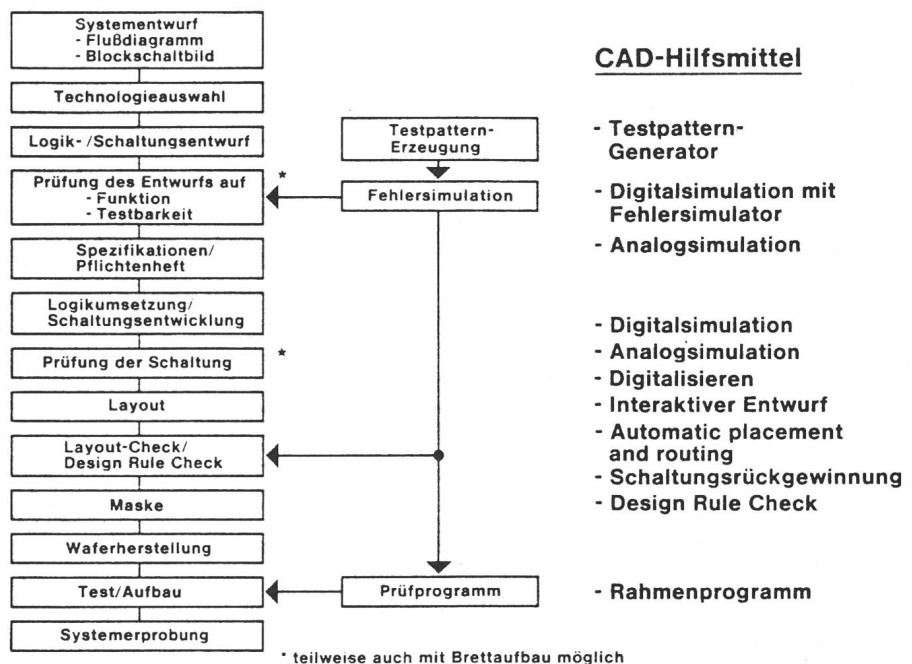 Systementwurf
- Flußdiagramm
- Blockschaltbild
Technologieauswahl
Logik-/Schaltungsentwurf
Prüfung des Entwurfs auf
- Funktion
- Testbarkeit
*
Spezifikationen/
Pflichtenheft
Logikumsetzung/
Schaltungsentwicklung
Prüfung der Schaltung
*
Layout
Layout-Check/
Design Rule Check
Maske
Waferherstellung
Test/Aufbau
Systemerprobung
Testpattern-
Erzeugung
Fehlersimulation
Prüfprogramm
* teilweise auch mit Brettaufbau möglich
CAD-Hilfsmittel
- Testpattern-
Generator
- Digitalsimulation mit
Fehlersimulator
- Analogsimulation
- Digitalsimulation
- Analogsimulation
- Digitalisieren
- Interaktiver Entwurf
- Automatic placement
and routing
- Schaltungsrückgewinnung
- Design Rule Check
- Rahmenprogramm